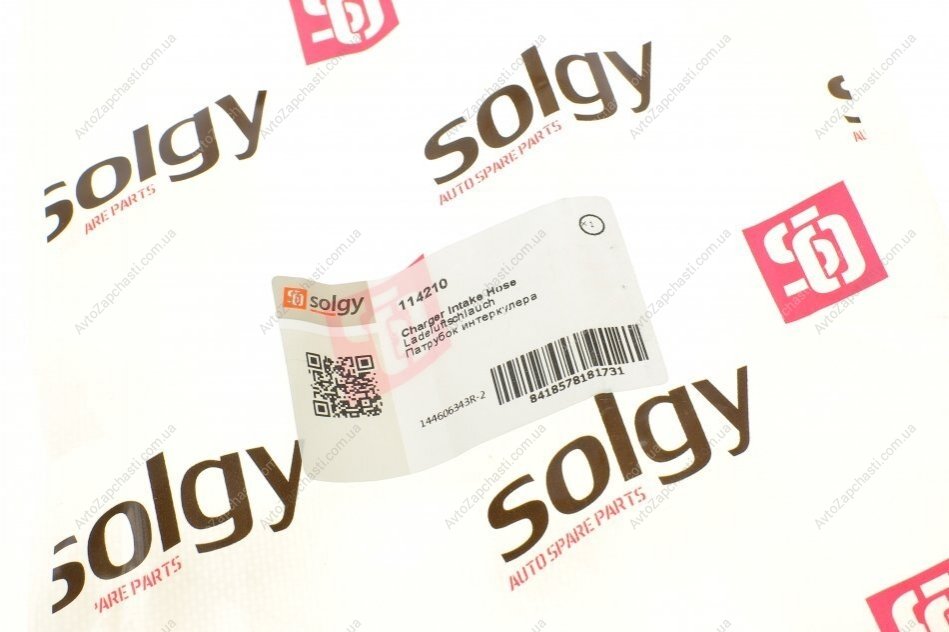 solgy
AUTO SPARE PARTS
solgy
ARE PARTS
solgy
114210
Charger Intake Hose
Ladeluftschlauch
Патрубок интеркулера
x1
144606343R-2
8418578181731
solgy
AUTO SPARE PARTS
solgy
ARE PARTS
AvtoZapchasti.com.ua